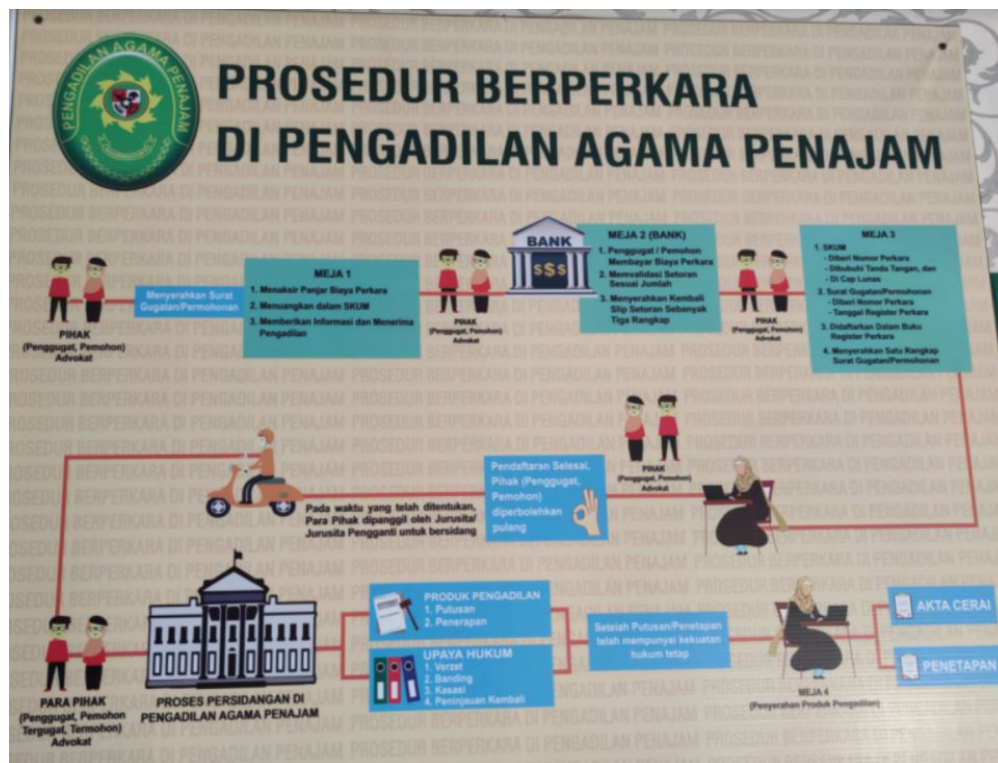 PENGADILAN AGAMA PENAJAM
PROSEDUR BERPERKARA
DI PENGADILAN AGAMA PENAJAM
PIHAK
(Penggugat, Pemohon)
Advokat
Menyerahkan Surat
Gugatan/Permohonan
MEJA 1
1. Menaksir Panjar Biaya Perkara
2. Menuangkan dalam SKUM
3. Memberikan Informasi dan Menerima
Pengadilan
PIHAK
(Penggugat, Pemohon)
Advokat
BANK
$$$
MEJA 2 (BANK)
1. Penggugat / Pemohon
Membayar Biaya Perkara
2. Memvalidasi Setoran
Sesuai Jumlah
3. Menyerahkan Kembali
Slip Setoran Sebanyak
Tiga Rangkap
PIHAK
(Penggugat, Pemohon)
Advokat
MEJA 3
1. SKUM
- Diberi Nomor Perkara
- Dibubuhi Tanda Tangan, dan
- Di Cap Lunas
2. Surat Gugatan/Permohonan
- Diberi Nomor Perkara
- Tanggal Register Perkara
3. Didaftarkan Dalam Buku
Register Perkara
4. Menyerahkan Satu Rangkap
Surat Gugatan/Permohonan
PIHAK
(Penggugat, Pemohon)
Advokat
Pendaftaran Selesai,
Pihak (Penggugat,
Pemohon)
diperbolehkan
pulang
Pada waktu yang telah ditentukan,
Para Pihak dipanggil oleh Jurusita/
Jurusita Pengganti untuk bersidang
PARA PIHAK
(Penggugat, Pemohon
Tergugat, Termohon)
Advokat
PROSES PERSIDANGAN DI
PENGADILAN AGAMA PENAJAM
PRODUK PENGADILAN
1. Putusan
2. Penerapan
UPAYA HUKUM
1. Verzet
2. Banding
3. Kasasi
4. Peninjauan Kembali
Setelah Putusan/Penetapan
telah mempunyai kekuatan
hukum tetap
MEJA 4
(Penyerahan Produk Pengadilan)
AKTA CERAI
PENETAPAN